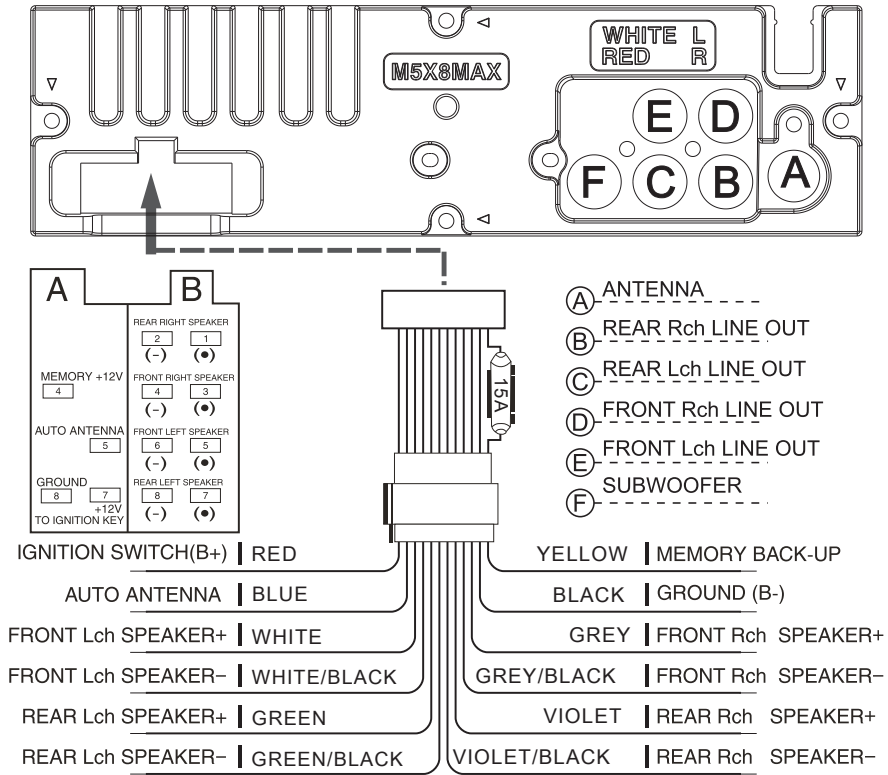 WHITE L
RED R
M5X8MAX
E D
F C B A
A B
REAR RIGHT SPEAKER
2 1
(-) (●)
MEMORY +12V
4
FRONT RIGHT SPEAKER
4 3
(-) (●)
AUTO ANTENNA
5
FRONT LEFT SPEAKER
6 5
(-) (●)
GROUND
8 7
+12V
TO IGNITION KEY
REAR LEFT SPEAKER
8 7
(-) (●)
15A
A ANTENNA
B REAR Rch LINE OUT
C REAR Lch LINE OUT
D FRONT Rch LINE OUT
E FRONT Lch LINE OUT
F SUBWOOFER
IGNITION SWITCH(B+) RED
YELLOW MEMORY BACK-UP
AUTO ANTENNA BLUE
BLACK GROUND (B-)
FRONT Lch SPEAKER+ WHITE
GREY FRONT Rch SPEAKER+
FRONT Lch SPEAKER− WHITE/BLACK
GREY/BLACK FRONT Rch SPEAKER−
REAR Lch SPEAKER+ GREEN
VIOLET REAR Rch SPEAKER+
REAR Lch SPEAKER− GREEN/BLACK
VIOLET/BLACK REAR Rch SPEAKER−